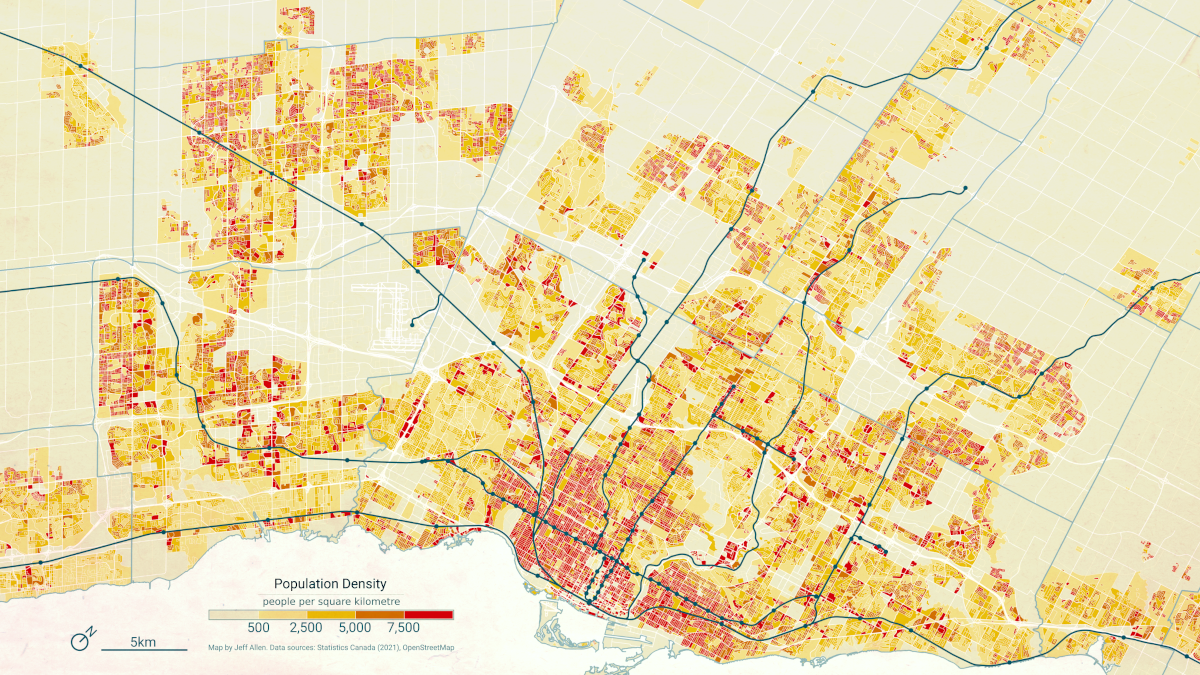 Population Density
people per square kilometre
500 2,500 5,000 7,500
N
5km
Map by Jeff Allen. Data sources: Statistics Canada (2021), OpenStreetMap